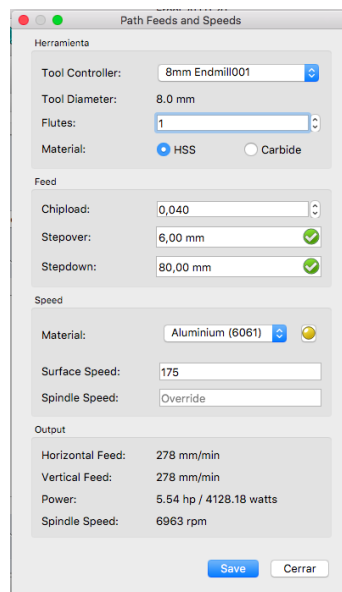 Path Feeds and Speeds
Herramienta
Tool Controller: 8mm Endmill001
Tool Diameter: 8.0 mm
Flutes: 1
Material: HSS Carbide
Feed
Chipload: 0,040
Stepover: 6,00 mm
Stepdown: 80,00 mm
Speed
Material: Aluminium (6061)
Surface Speed: 175
Spindle Speed: Override
Output
Horizontal Feed: 278 mm/min
Vertical Feed: 278 mm/min
Power: 5.54 hp / 4128.18 watts
Spindle Speed: 6963 rpm
Save Cerrar